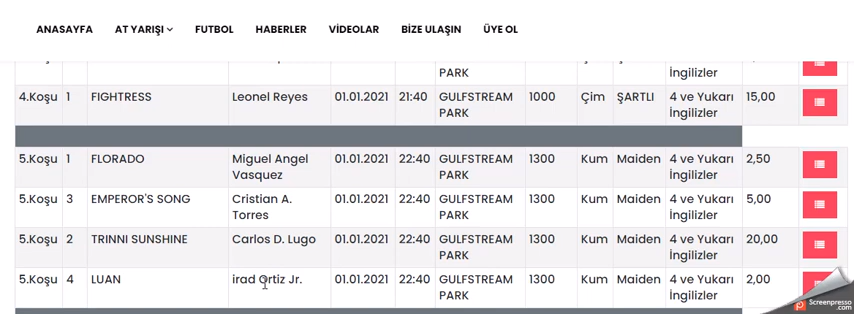 ANASAYFA AT YARIŞI FUTBOL HABERLER VİDEOLAR BİZE ULAŞIN ÜYE OL
PARK İngilizler
4.Koşu 1 FIGHTRESS Leonel Reyes 01.01.2021 21:40 GULFSTREAM 1000 Çim ŞARTLI 4 ve Yukarı 15,00
PARK İngilizler
5.Koşu 1 FLORADO Miguel Angel 01.01.2021 22:40 GULFSTREAM 1300 Kum Maiden 4 ve Yukarı 2,50
Vasquez PARK İngilizler
5.Koşu 3 EMPEROR'S SONG Cristian A. 01.01.2021 22:40 GULFSTREAM 1300 Kum Maiden 4 ve Yukarı 5,00
Torres PARK İngilizler
5.Koşu 2 TRINNI SUNSHINE Carlos D. Lugo 01.01.2021 22:40 GULFSTREAM 1300 Kum Maiden 4 ve Yukarı 20,00
PARK İngilizler
5.Koşu 4 LUAN irad Ortiz Jr. 01.01.2021 22:40 GULFSTREAM 1300 Kum Maiden 4 ve Yukarı 2,00
PARK İngilizler
Screenpresso
.com